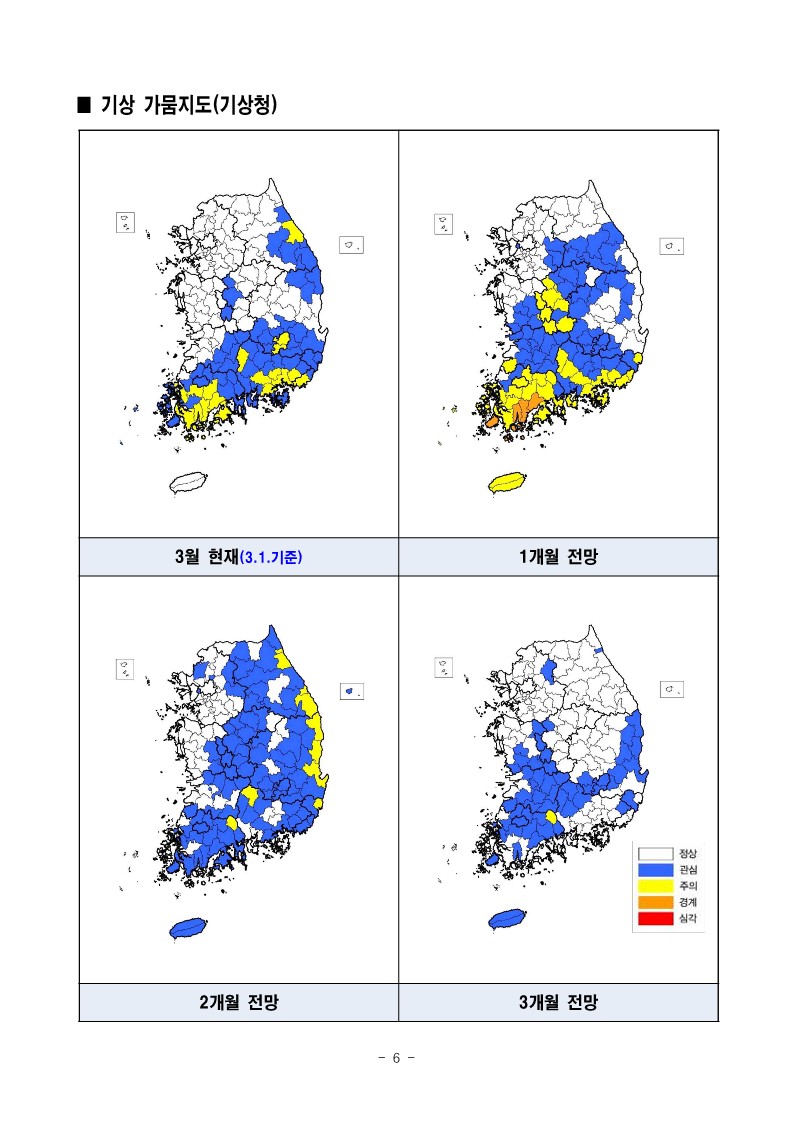 ■ 기상 가뭄지도(기상청)
3월 현재(3.1.기준)
1개월 전망
정상
관심
주의
경계
심각
2개월 전망
3개월 전망
- 6 -